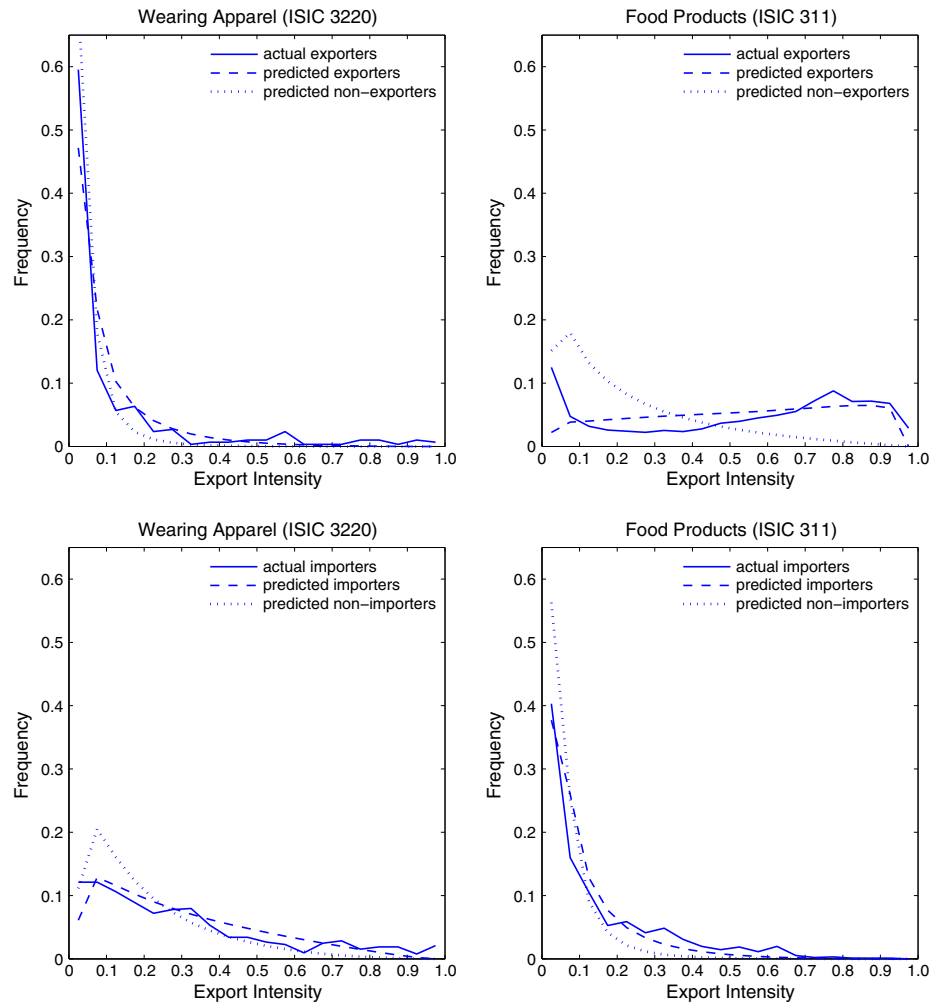 Wearing Apparel (ISIC 3220)
actual exporters
predicted exporters
predicted non-exporters
0.6
0.5
0.4
0.3
0.2
0.1
0
Frequency
0 0.1 0.2 0.3 0.4 0.5 0.6 0.7 0.8 0.9 1.0
Export Intensity
Food Products (ISIC 311)
actual exporters
predicted exporters
predicted non-exporters
0.6
0.5
0.4
0.3
0.2
0.1
0
Frequency
0 0.1 0.2 0.3 0.4 0.5 0.6 0.7 0.8 0.9 1.0
Export Intensity
Wearing Apparel (ISIC 3220)
actual importers
predicted importers
predicted non-importers
0.6
0.5
0.4
0.3
0.2
0.1
0
Frequency
0 0.1 0.2 0.3 0.4 0.5 0.6 0.7 0.8 0.9 1.0
Export Intensity
Food Products (ISIC 311)
actual importers
predicted importers
predicted non-importers
0.6
0.5
0.4
0.3
0.2
0.1
0
Frequency
0 0.1 0.2 0.3 0.4 0.5 0.6 0.7 0.8 0.9 1.0
Export Intensity